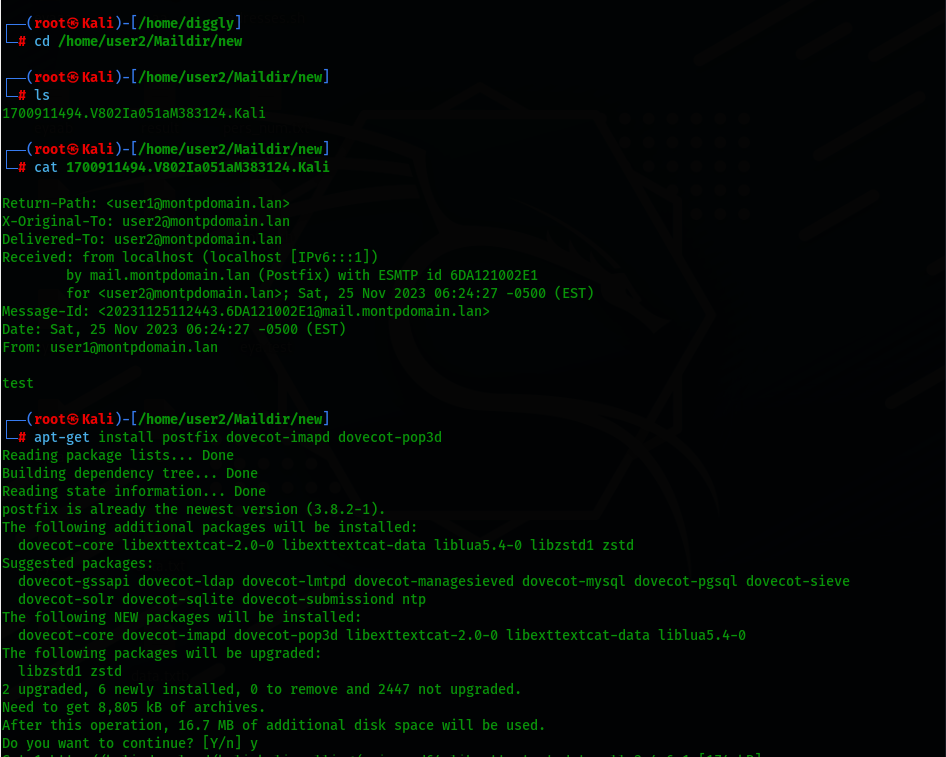 ┌──(root㉿Kali)-[/home/diggly]
└─# cd /home/user2/Maildir/new
┌──(root㉿Kali)-[/home/user2/Maildir/new]
└─# ls
1700911494.V802Ia051aM383124.Kali
┌──(root㉿Kali)-[/home/user2/Maildir/new]
└─# cat 1700911494.V802Ia051aM383124.Kali
Return-Path: <user1@montpdomain.lan>
X-Original-To: user2@montpdomain.lan
Delivered-To: user2@montpdomain.lan
Received: from localhost (localhost [IPv6:::1])
        by mail.montpdomain.lan (Postfix) with ESMTP id 6DA121002E1
        for <user2@montpdomain.lan>; Sat, 25 Nov 2023 06:24:27 -0500 (EST)
Message-Id: <20231125112443.6DA121002E1@mail.montpdomain.lan>
Date: Sat, 25 Nov 2023 06:24:27 -0500 (EST)
From: user1@montpdomain.lan
test
┌──(root㉿Kali)-[/home/user2/Maildir/new]
└─# apt-get install postfix dovecot-imapd dovecot-pop3d
Reading package lists... Done
Building dependency tree... Done
Reading state information... Done
postfix is already the newest version (3.8.2-1).
The following additional packages will be installed:
  dovecot-core libexttextcat-2.0-0 libexttextcat-data liblua5.4-0 libzstd1 zstd
Suggested packages:
  dovecot-gssapi dovecot-ldap dovecot-lmtpd dovecot-managesieved dovecot-mysql dovecot-pgsql dovecot-sieve
  dovecot-solr dovecot-sqlite dovecot-submissiond ntp
The following NEW packages will be installed:
  dovecot-core dovecot-imapd dovecot-pop3d libexttextcat-2.0-0 libexttextcat-data liblua5.4-0
The following packages will be upgraded:
  libzstd1 zstd
2 upgraded, 6 newly installed, 0 to remove and 2447 not upgraded.
Need to get 8,805 kB of archives.
After this operation, 16.7 MB of additional disk space will be used.
Do you want to continue? [Y/n] y